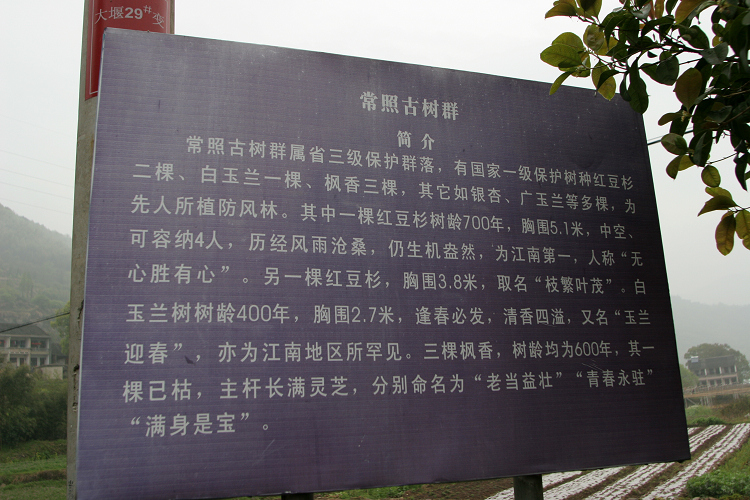 大堰29#变
常照古树群
简介
常照古树群属省三级保护群落，有国家一级保护树种红豆杉
二棵、白玉兰一棵、枫香三棵，其它如银杏、广玉兰等多棵，为
先人所植防风林。其中一棵红豆杉树龄700年，胸围5.1米，中空、
可容纳4人，历经风雨沧桑，仍生机盎然，为江南第一，人称“无
心胜有心”。另一棵红豆杉，胸围3.8米，取名“枝繁叶茂”。白
玉兰树树龄400年，胸围2.7米，逢春必发，清香四溢，又名“玉兰
迎春”，亦为江南地区所罕见。三棵枫香，树龄均为600年，其一
棵已枯，主杆长满灵芝，分别命名为“老当益壮”“青春永驻”
“满身是宝”。